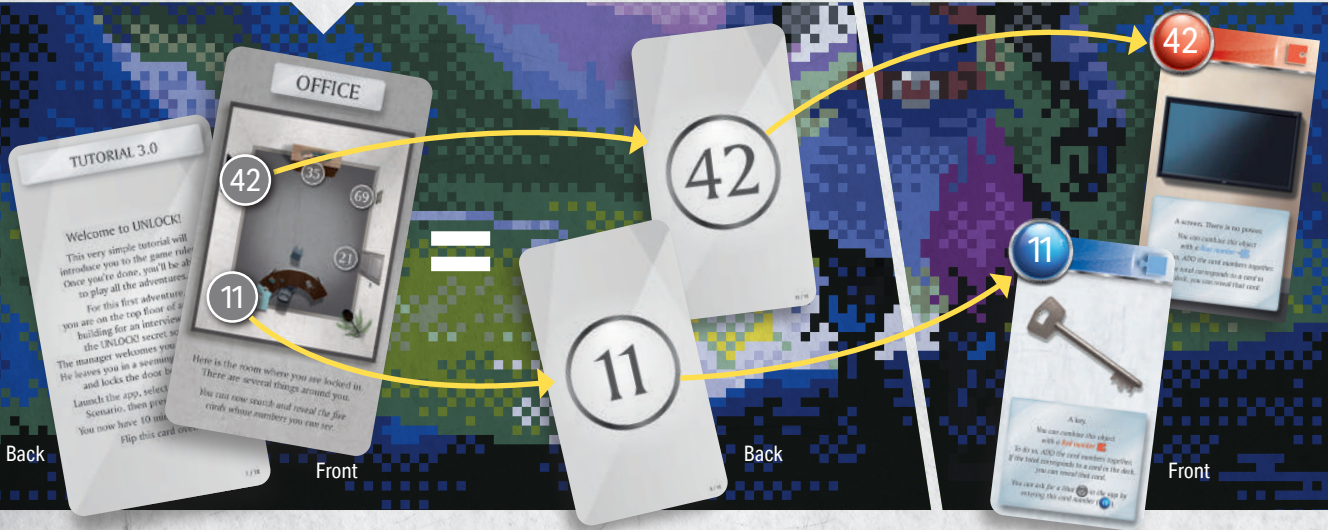 TUTORIAL 3.0
Welcome to UNLOCK!
This very simple tutorial will
introduce you to the game rule
Once you're done, you'll be ab
to play all the adventures.
For this first adventure,
you are on the top floor of a
building for an interview
the UNLOCK! secret so
The manager welcomes you
He leaves you in a seeming
and locks the door b
Launch the app, select
Scenario, then pres
You now have 10 min
Flip this card ove
1/18
Back
OFFICE
42
35
69
21
11
Here is the room where you are locked in.
There are several things around you.
You can now search and reveal the five
cards whose numbers you can see.
Front
42
11
Back
42
A screen. There is no power.
You can combine this object
with a Blue number
ADD the card numbers together.
total corresponds to a card in
deck, you can reveal that card.
11
A key.
You can combine this object
with a Red number
To do so, ADD the card numbers together.
If the total corresponds to a card in the deck,
you can reveal that card.
You can ask for a Hint in the app by
entering this card number (11).
Front